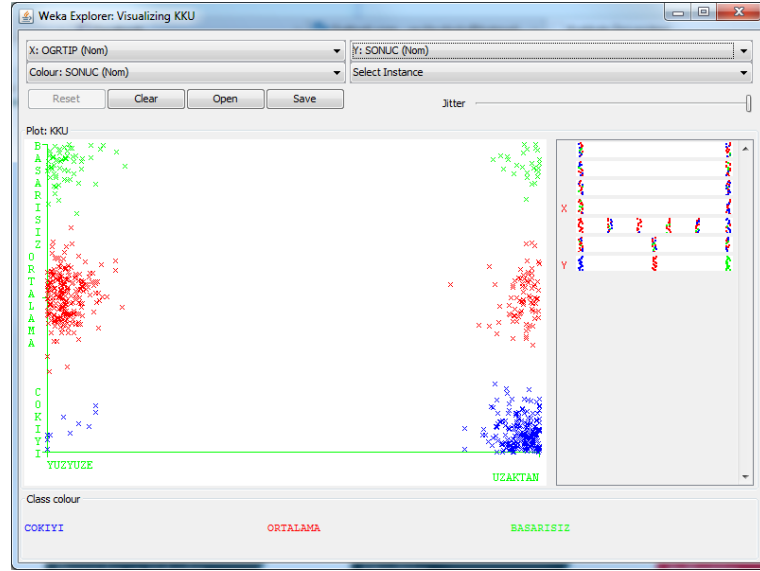 Weka Explorer: Visualizing KKU
X: OGRTIP (Nom)
Y: SONUC (Nom)
Colour: SONUC (Nom)
Select Instance
Reset
Clear
Open
Save
Jitter
Plot: KKU
BASARISIZ
ORTALAMA
COKIYI
YUZYUZE
UZAKTAN
X
Y
Class colour
COKIYI
ORTALAMA
BASARISIZ